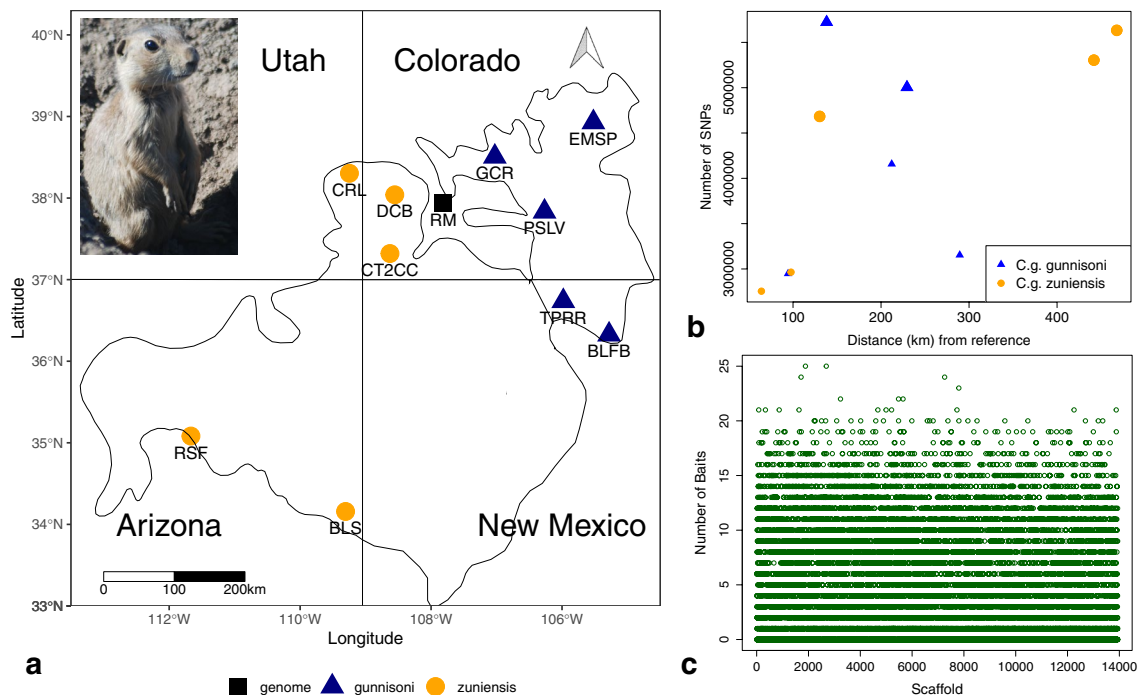 40°N
39°N
38°N
37°N
36°N
35°N
34°N
33°N
Latitude
Utah
Colorado
EMSP
GCR
CRL
DCB
RM
PSLV
CT2CC
TPRR
BLFB
RSF
BLS
Arizona
New Mexico
0
100
200km
112°W
110°W
108°W
106°W
Longitude
a
genome
gunnisoni
zuniensis
Number of SNPs
3000000
4000000
5000000
C.g. gunnisoni
C.g. zuniensis
100
200
300
400
Distance (km) from reference
b
Number of Baits
25
20
15
10
5
0
0
2000
4000
6000
8000
10000
12000
14000
Scaffold
c